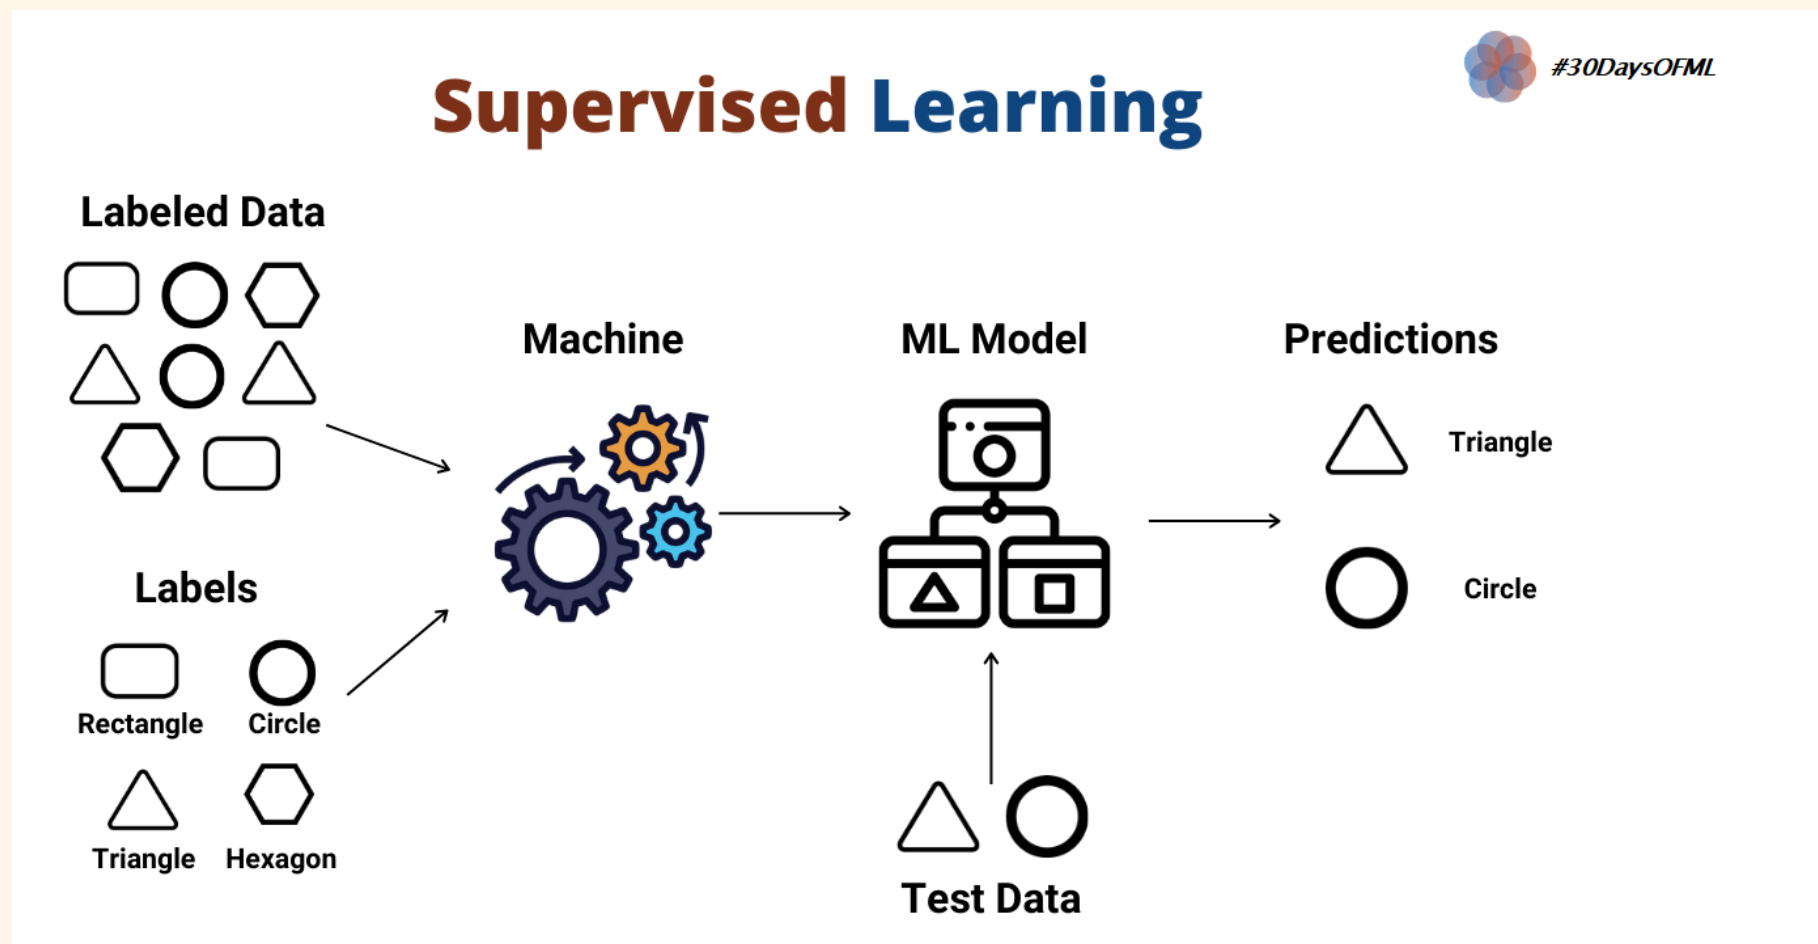 #30DaysOFML
Supervised Learning
Labeled Data
Machine
ML Model
Predictions
Triangle
Circle
Labels
Rectangle
Circle
Triangle
Hexagon
Test Data